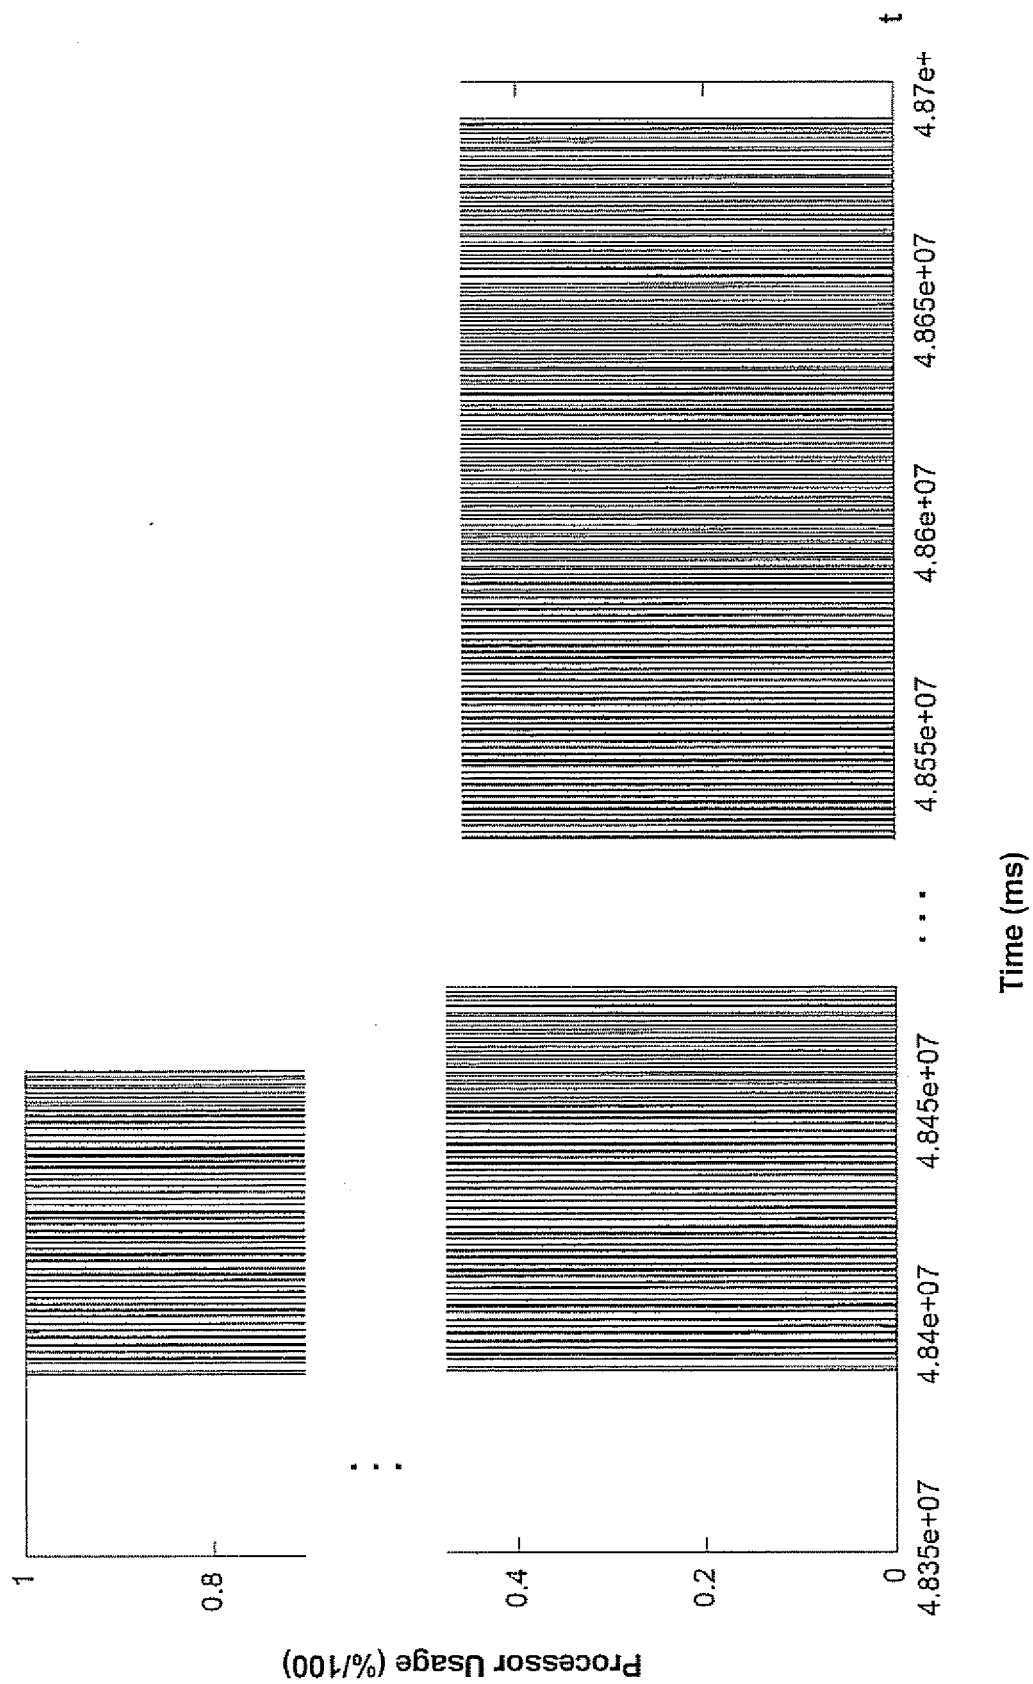 Processor Usage (%/100)
1
0.8
...
0.4
0.2
0
4.835e+07
4.84e+07
4.845e+07
...
4.855e+07
4.86e+07
4.865e+07
4.87e+
t
Time (ms)